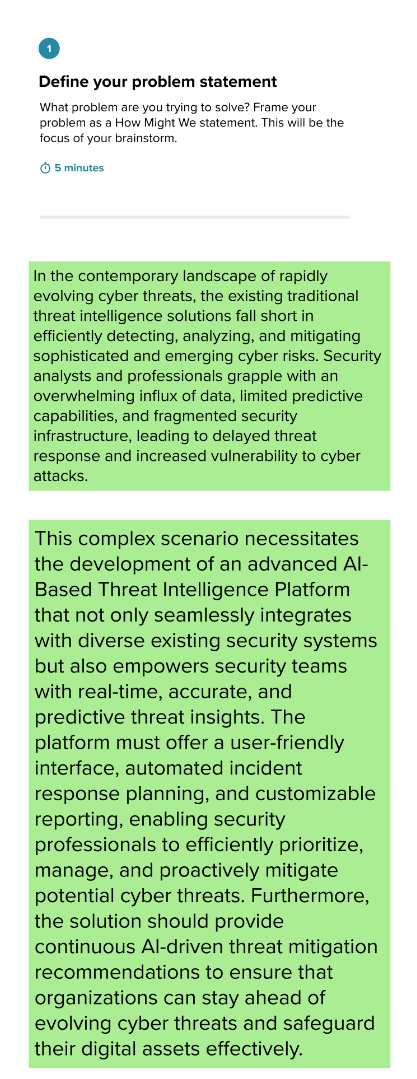 1
Define your problem statement
What problem are you trying to solve? Frame your
problem as a How Might We statement. This will be the
focus of your brainstorm.
5 minutes
In the contemporary landscape of rapidly
evolving cyber threats, the existing traditional
threat intelligence solutions fall short in
efficiently detecting, analyzing, and mitigating
sophisticated and emerging cyber risks. Security
analysts and professionals grapple with an
overwhelming influx of data, limited predictive
capabilities, and fragmented security
infrastructure, leading to delayed threat
response and increased vulnerability to cyber
attacks.
This complex scenario necessitates
the development of an advanced AI-
Based Threat Intelligence Platform
that not only seamlessly integrates
with diverse existing security systems
but also empowers security teams
with real-time, accurate, and
predictive threat insights. The
platform must offer a user-friendly
interface, automated incident
response planning, and customizable
reporting, enabling security
professionals to efficiently prioritize,
manage, and proactively mitigate
potential cyber threats. Furthermore,
the solution should provide
continuous AI-driven threat mitigation
recommendations to ensure that
organizations can stay ahead of
evolving cyber threats and safeguard
their digital assets effectively.